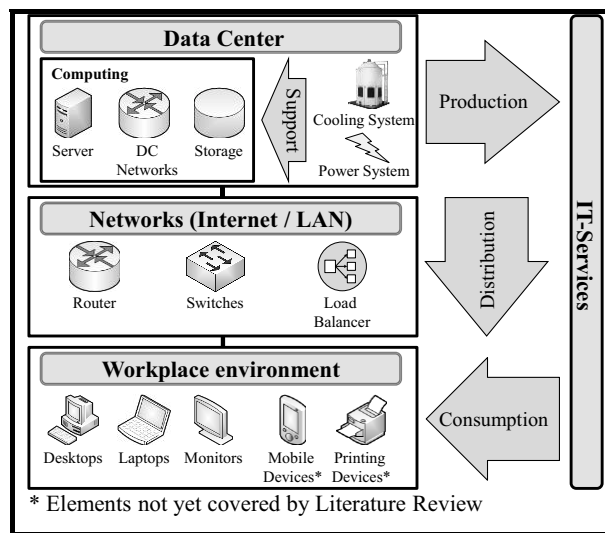 Data Center
Computing
Server
DC
Networks
Storage
Support
Cooling System
Power System
Production
Networks (Internet / LAN)
Router
Switches
Load
Balancer
Distribution
IT-Services
Workplace environment
Desktops
Laptops
Monitors
Mobile
Devices*
Printing
Devices*
Consumption
* Elements not yet covered by Literature Review